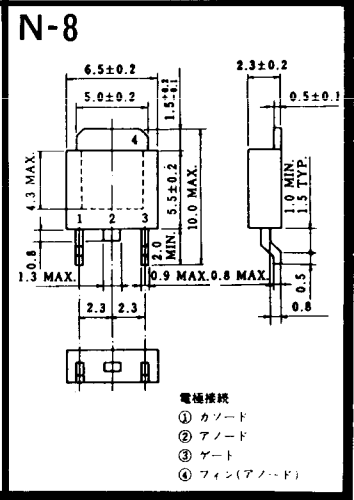 N-8
6.5±0.2
5.0±0.2
1.5+0.2-0.1
4
4.3 MAX.
5.5±0.2
10.0 MAX.
1 2 3
0.8
2.0 MIN.
1.3 MAX.
0.9 MAX.
0.8 MAX.
2.3 2.3
2.3±0.2
0.5±0.1
1.0 MIN.
1.5 TYP.
0.5
0.8
電極接続
① カソード
② アノード
③ ゲート
④ フィン(アノード)